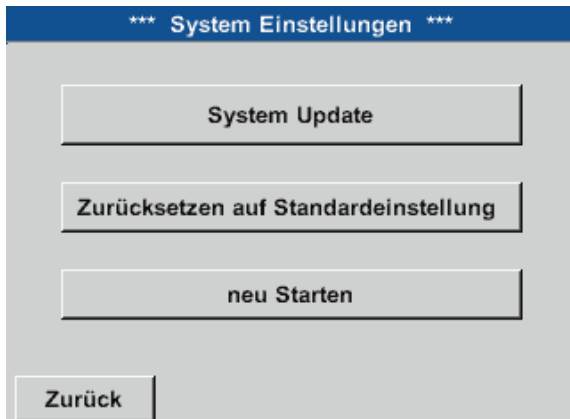 *** System Einstellungen ***
System Update
Zurücksetzen auf Standardeinstellung
neu Starten
Zurück